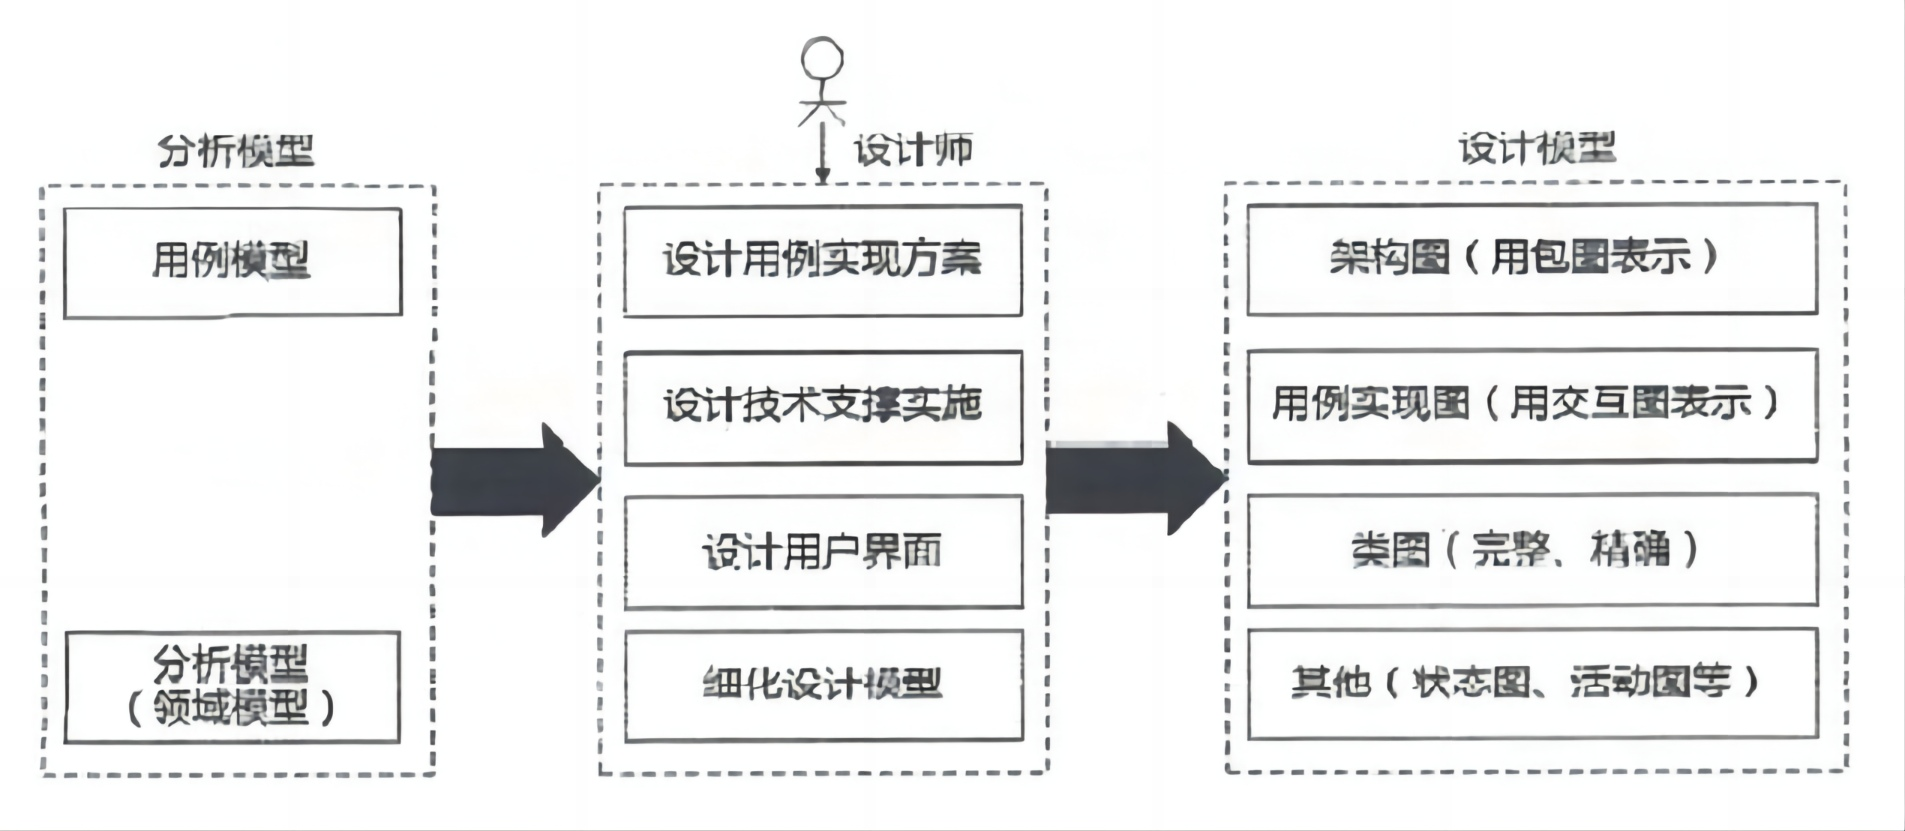 分析模型
用例模型
分析模型
（领域模型）
设计师
设计用例实现方案
设计技术支撑实施
设计用户界面
细化设计模型
设计模型
架构图（用包图表示）
用例实现图（用交互图表示）
类图（完整、精确）
其他（状态图、活动图等）